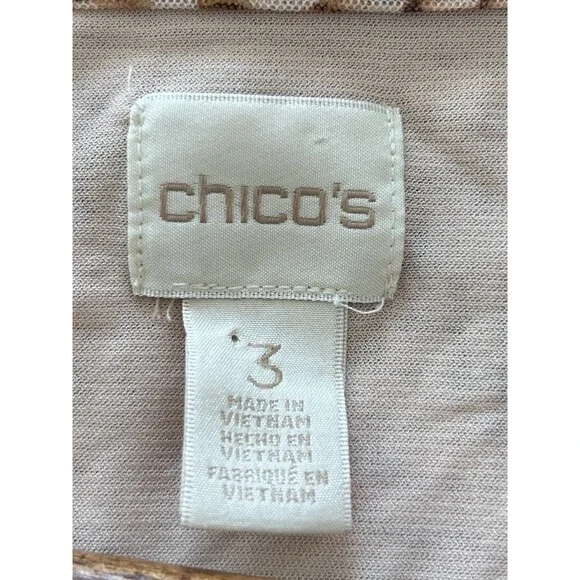 chico's
3
MADE IN
VIETNAM
HECHO EN
VIETNAM
FABRIQUÉ EN
VIETNAM